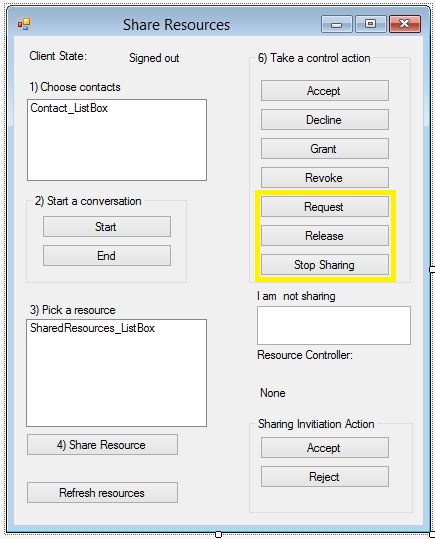 Share Resources
Client State: Signed out
1) Choose contacts
Contact_ListBox
2) Start a conversation
Start
End
3) Pick a resource
SharedResources_ListBox
4) Share Resource
Refresh resources
6) Take a control action
Accept
Decline
Grant
Revoke
Request
Release
Stop Sharing
I am not sharing
Resource Controller:
None
Sharing Invitiation Action
Accept
Reject